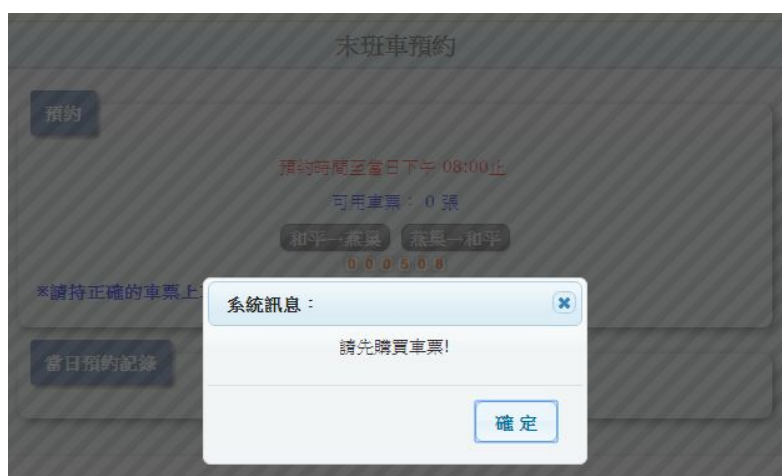 末班車預約
預約
預約時間至當日下午 08:00止
可用車票： 0 張
和平→燕巢 燕巢→和平
000508
※請持正確的車票上
系統訊息：
請先購買車票!
當日預約記錄
確 定